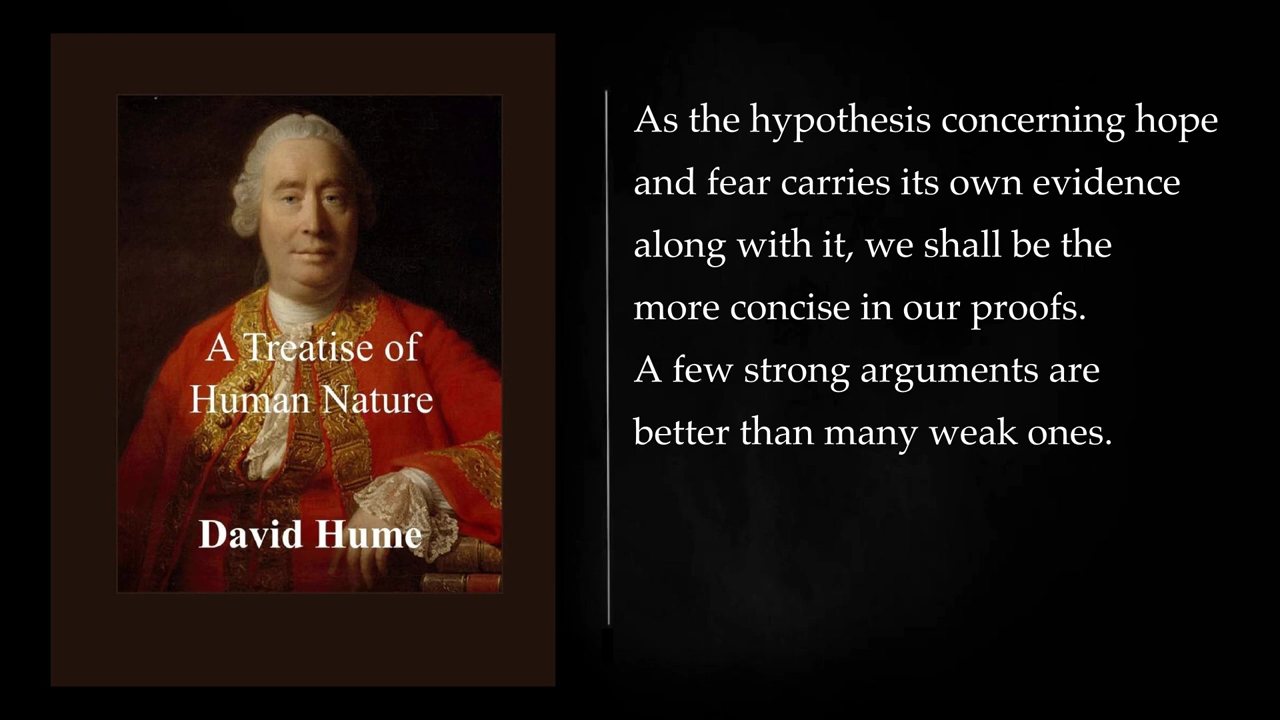 A Treatise of
Human Nature
David Hume
As the hypothesis concerning hope
and fear carries its own evidence
along with it, we shall be the
more concise in our proofs.
A few strong arguments are
better than many weak ones.